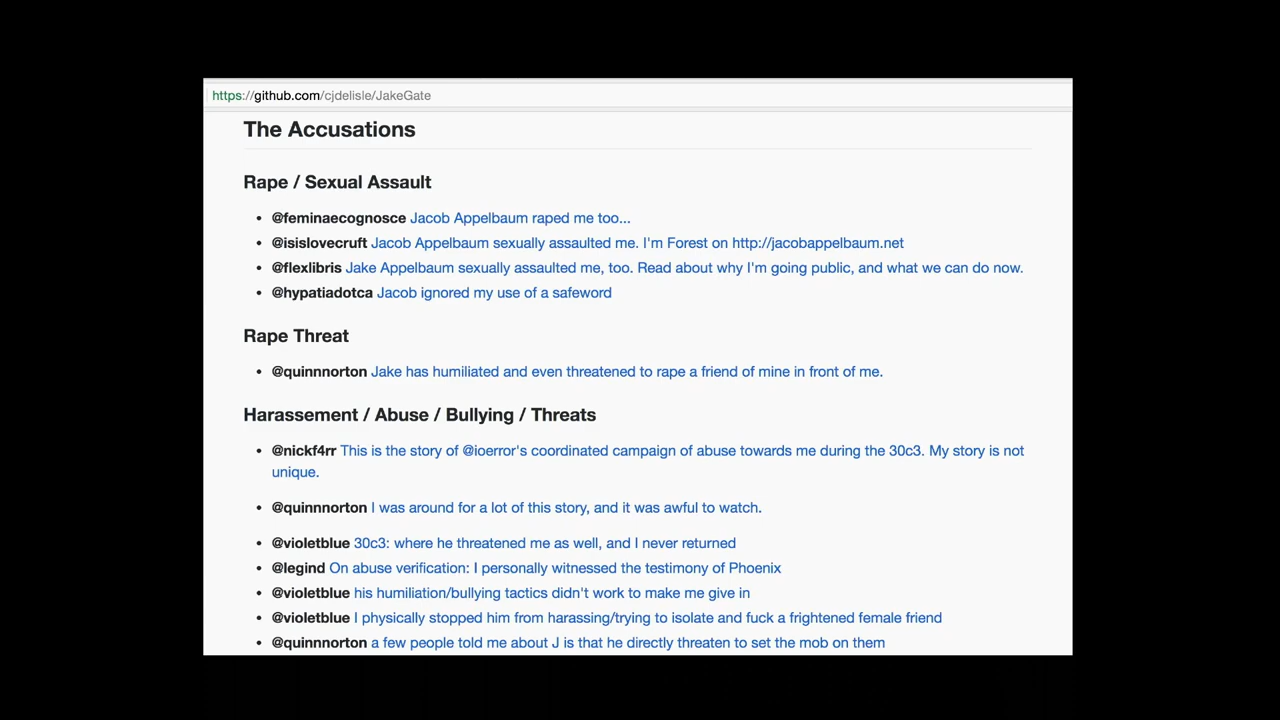 https://github.com/cjdelisle/JakeGate
The Accusations
Rape / Sexual Assault
• @feminaecognosce Jacob Appelbaum raped me too...
• @isislovecruft Jacob Appelbaum sexually assaulted me. I'm Forest on http://jacobappelbaum.net
• @flexlibris Jake Appelbaum sexually assaulted me, too. Read about why I'm going public, and what we can do now.
• @hypatiadotca Jacob ignored my use of a safeword
Rape Threat
• @quinnnorton Jake has humiliated and even threatened to rape a friend of mine in front of me.
Harassement / Abuse / Bullying / Threats
• @nickf4rr This is the story of @ioerror's coordinated campaign of abuse towards me during the 30c3. My story is not
unique.
• @quinnnorton I was around for a lot of this story, and it was awful to watch.
• @violetblue 30c3: where he threatened me as well, and I never returned
• @legind On abuse verification: I personally witnessed the testimony of Phoenix
• @violetblue his humiliation/bullying tactics didn't work to make me give in
• @violetblue I physically stopped him from harassing/trying to isolate and fuck a frightened female friend
• @quinnnorton a few people told me about J is that he directly threaten to set the mob on them